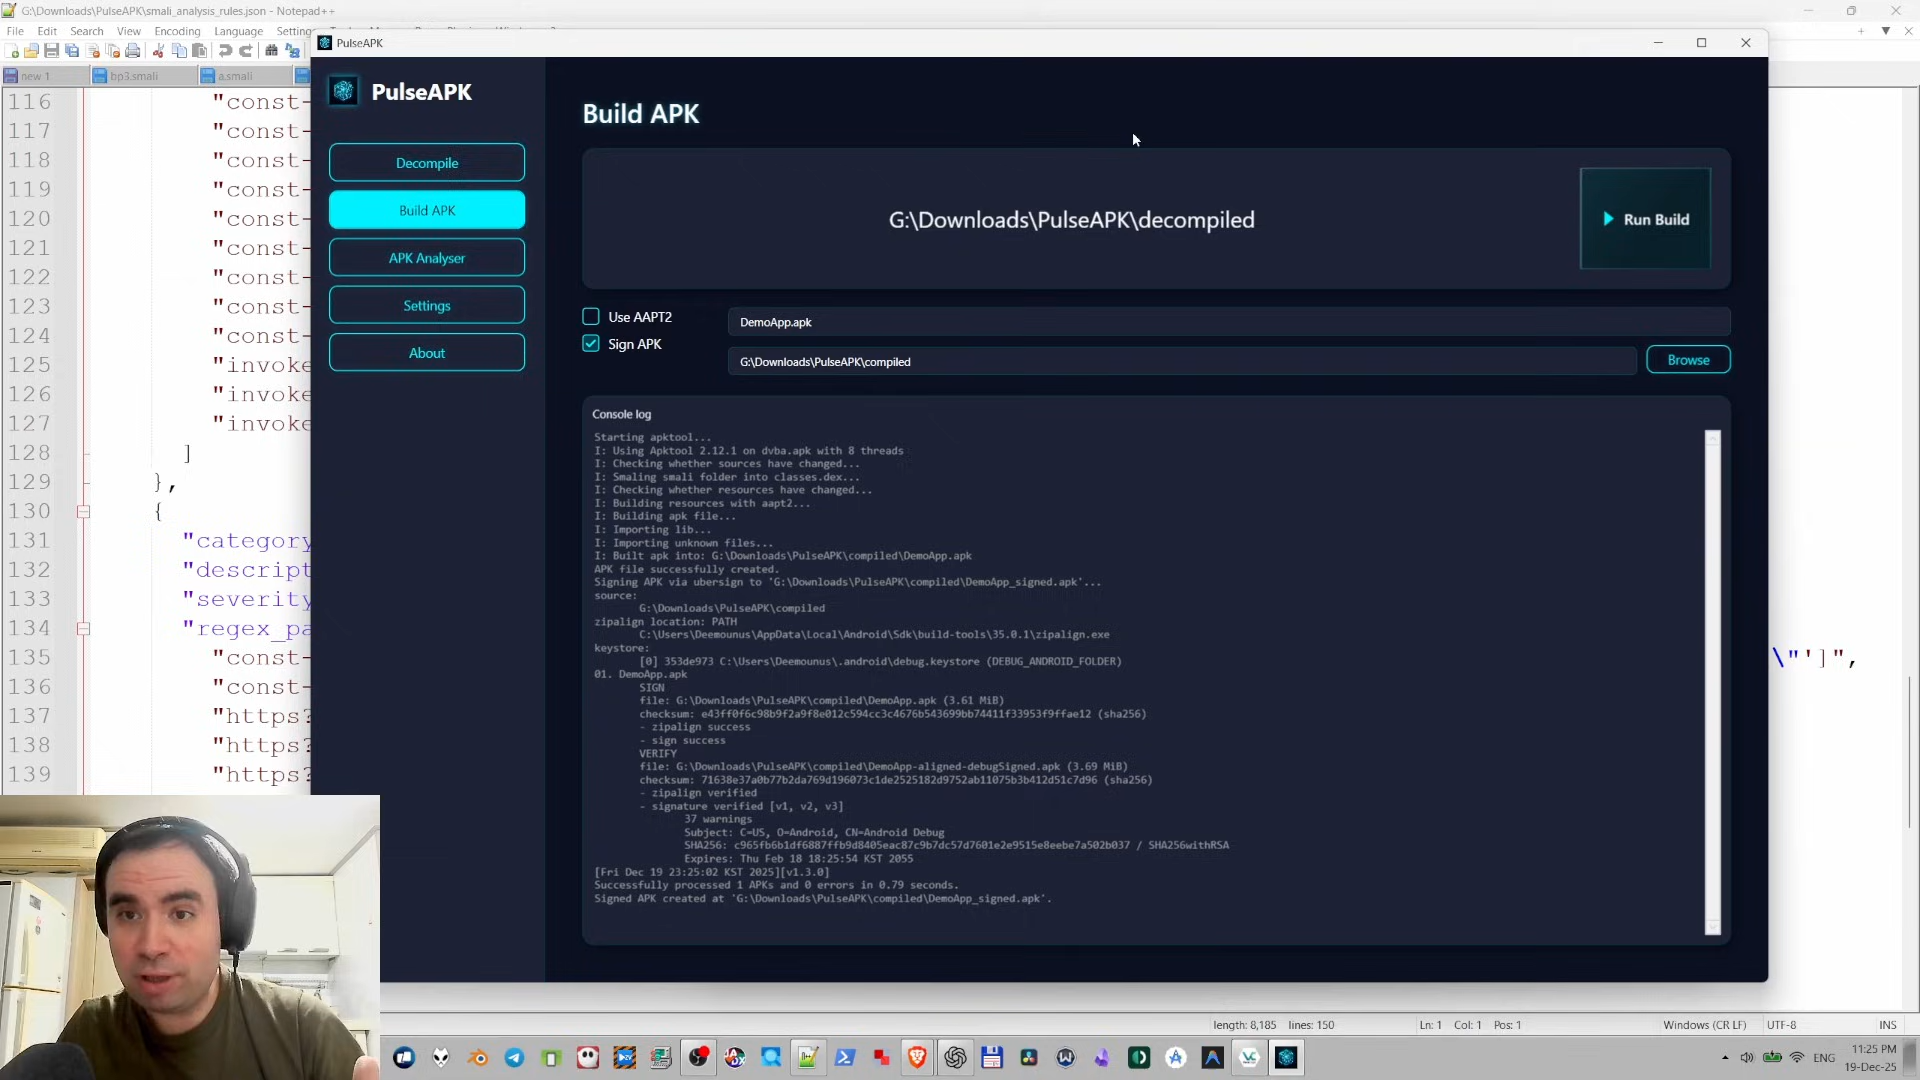 G:\Downloads\PulseAPK\smali_analysis_rules.json - Notepad++
File Edit Search View Encoding Language
new 1 bp3.smali a.smali
PulseAPK
PulseAPK
Decompile
Build APK
APK Analyser
Settings
About
Build APK
G:\Downloads\PulseAPK\decompiled
Run Build
Use AAPT2
Sign APK
DemoApp.apk
G:\Downloads\PulseAPK\compiled
Browse
Console log
Starting apktool...
I: Using Apktool 2.12.1 on dvba.apk with 8 threads
I: Checking whether sources have changed...
I: Smaling smali folder into classes.dex...
I: Checking whether resources have changed...
I: Building resources with aapt2...
I: Building apk file...
I: Importing lib...
I: Importing unknown files...
I: Built apk into: G:\Downloads\PulseAPK\compiled\DemoApp.apk
APK file successfully created.
Signing APK via ubersign to 'G:\Downloads\PulseAPK\compiled\DemoApp_signed.apk'...
source:
G:\Downloads\PulseAPK\compiled
zipalign location: PATH
C:\Users\Deemounus\AppData\Local\Android\Sdk\build-tools\35.0.1\zipalign.exe
keystore:
[0] 353de973 C:\Users\Deemounus\.android\debug.keystore (DEBUG_ANDROID_FOLDER)
01. DemoApp.apk
SIGN
file: G:\Downloads\PulseAPK\compiled\DemoApp.apk (3.61 MiB)
checksum: e43ff0f6c98b9f2a9f8e012c594cc3c4676b543699bb74411f33953f9ffae12 (sha256)
- zipalign success
- sign success
VERIFY
file: G:\Downloads\PulseAPK\compiled\DemoApp-aligned-debugSigned.apk (3.69 MiB)
checksum: 71638e37a0b77b2da769d196073c1de2525182d9752ab11075b3b412d51c7d96 (sha256)
- zipalign verified
- signature verified [v1, v2, v3]
37 warnings
Subject: C=US, O=Android, CN=Android Debug
SHA256: c965fb6b1df6887ffb9d8405eac87c9b7dc57d7601e2e9515e8eebe7a502b037 / SHA256withRSA
Expires: Thu Feb 18 18:25:54 KST 2055
[Fri Dec 19 23:25:02 KST 2025][v1.3.0]
Successfully processed 1 APKs and 0 errors in 0.79 seconds.
Signed APK created at 'G:\Downloads\PulseAPK\compiled\DemoApp_signed.apk'.
116 "const-
117 "const-
118 "const-
119 "const-
120 "const-
121 "const-
122 "const-
123 "const-
124 "const-
125 "invoke
126 "invoke
127 "invoke
128 ]
129 },
130 {
131 "category
132 "descript
133 "severity
134 "regex_pa
135 "const- \"']",
136 "const-
137 "https?
138 "https?
139 "https?
length: 8,185 lines: 150 Ln: 1 Col: 1 Pos: 1 Windows (CR LF) UTF-8 INS
ENG
11:25 PM
19-Dec-25